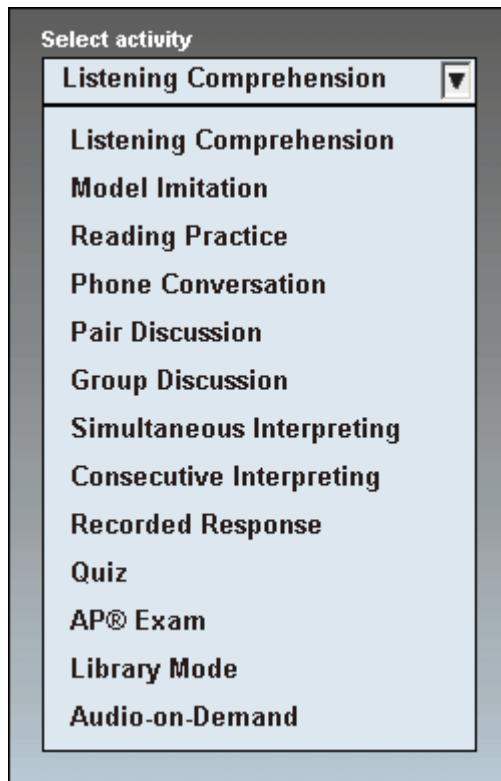 Select activity
Listening Comprehension
Listening Comprehension
Model Imitation
Reading Practice
Phone Conversation
Pair Discussion
Group Discussion
Simultaneous Interpreting
Consecutive Interpreting
Recorded Response
Quiz
AP® Exam
Library Mode
Audio-on-Demand